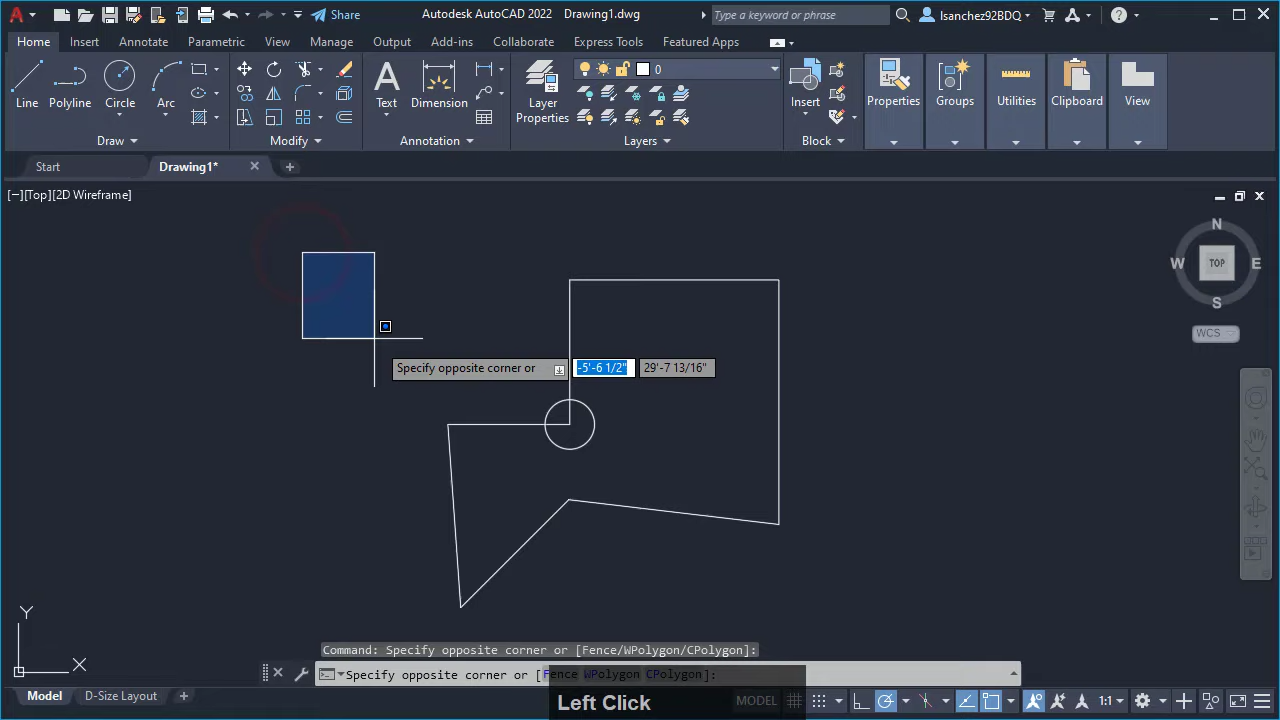 A Share Autodesk AutoCAD 2022 Drawing1.dwg Type a keyword or phrase lsanchez92BDQ ?
Home Insert Annotate Parametric View Manage Output Add-ins Collaborate Express Tools Featured Apps
0
A
Line Polyline Circle Arc Text Dimension Layer Properties Insert Properties Groups Utilities Clipboard View
Draw Modify Annotation Layers Block
Start Drawing1* +
[−][Top][2D Wireframe]
N
W TOP E
S
WCS
Specify opposite corner or -5'-6 1/2" 29'-7 13/16"
Y
X
Command: Specify opposite corner or [Fence/WPolygon/CPolygon]:
Specify opposite corner or [Fence WPolygon CPolygon]:
Model D-Size Layout + Left Click MODEL 1:1